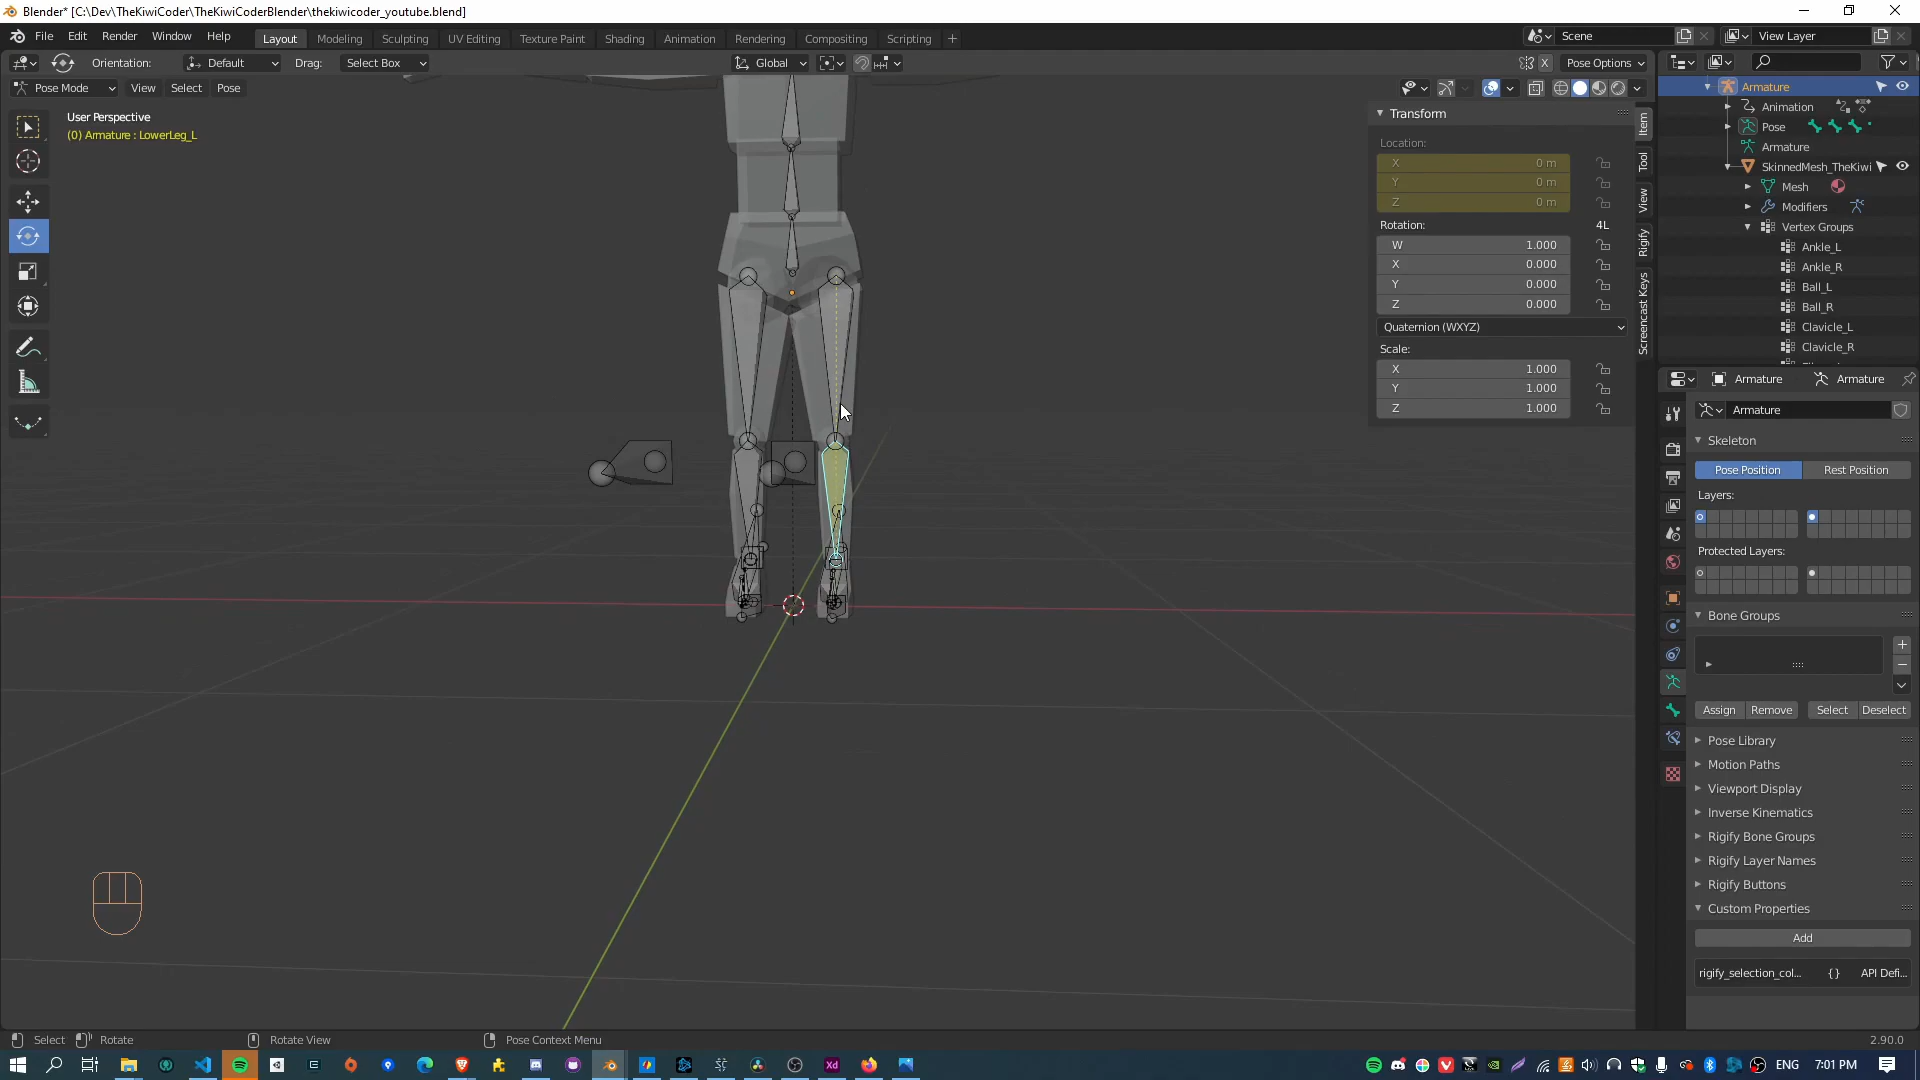 Blender* [C:\Dev\TheKiwiCoder\TheKiwiCoderBlender\thekiwicoder_youtube.blend]
File Edit Render Window Help
Layout Modeling Sculpting UV Editing Texture Paint Shading Animation Rendering Compositing Scripting +
Scene
View Layer
Orientation: Default Drag: Select Box Global X Pose Options
Pose Mode View Select Pose
User Perspective
(0) Armature : LowerLeg_L
Transform
Location:
X 0 m
Y 0 m
Z 0 m
Rotation: 4L
W 1.000
X 0.000
Y 0.000
Z 0.000
Quaternion (WXYZ)
Scale:
X 1.000
Y 1.000
Z 1.000
Item
Tool
View
Rigify
Screencast Keys
Armature
Animation
Pose
Armature
SkinnedMesh_TheKiwi
Mesh
Modifiers
Vertex Groups
Ankle_L
Ankle_R
Ball_L
Ball_R
Clavicle_L
Clavicle_R
Armature Armature
Armature
Skeleton
Pose Position Rest Position
Layers:
Protected Layers:
Bone Groups
Assign Remove Select Deselect
Pose Library
Motion Paths
Viewport Display
Inverse Kinematics
Rigify Bone Groups
Rigify Layer Names
Rigify Buttons
Custom Properties
Add
rigify_selection_col... {} API Defi...
Select Rotate Rotate View Pose Context Menu 2.90.0
Xd ENG 7:01 PM